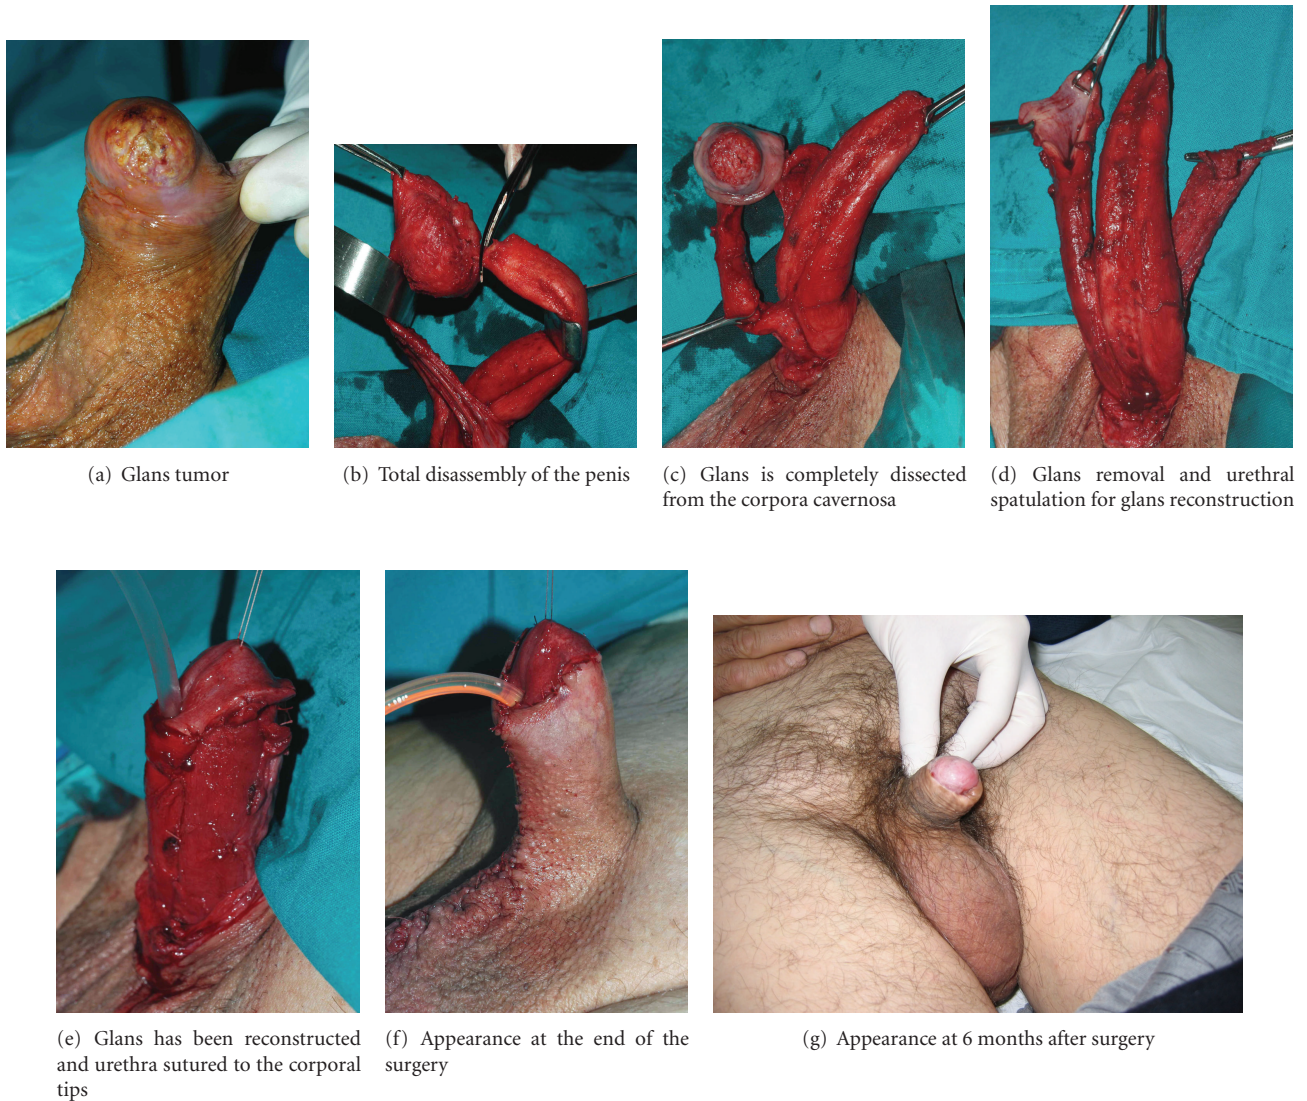 (a) Glans tumor
(b) Total disassembly of the penis
(c) Glans is completely dissected
from the corpora cavernosa
(d) Glans removal and urethral
spatulation for glans reconstruction
(e) Glans has been reconstructed
and urethra sutured to the corporal
tips
(f) Appearance at the end of the
surgery
(g) Appearance at 6 months after surgery